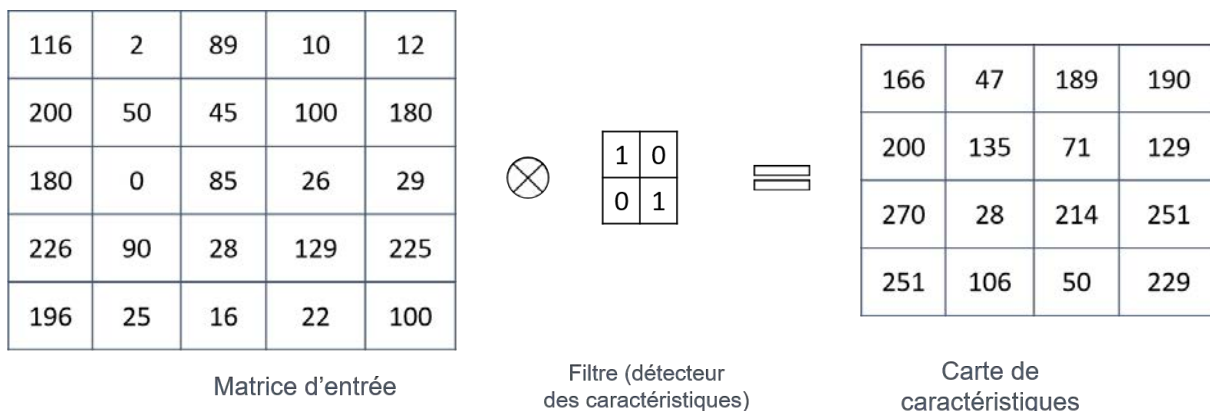 116 2 89 10 12
200 50 45 100 180
180 0 85 26 29
226 90 28 129 225
196 25 16 22 100
Matrice d'entrée
1 0
0 1
Filtre (détecteur
des caractéristiques)
166 47 189 190
200 135 71 129
270 28 214 251
251 106 50 229
Carte de
caractéristiques